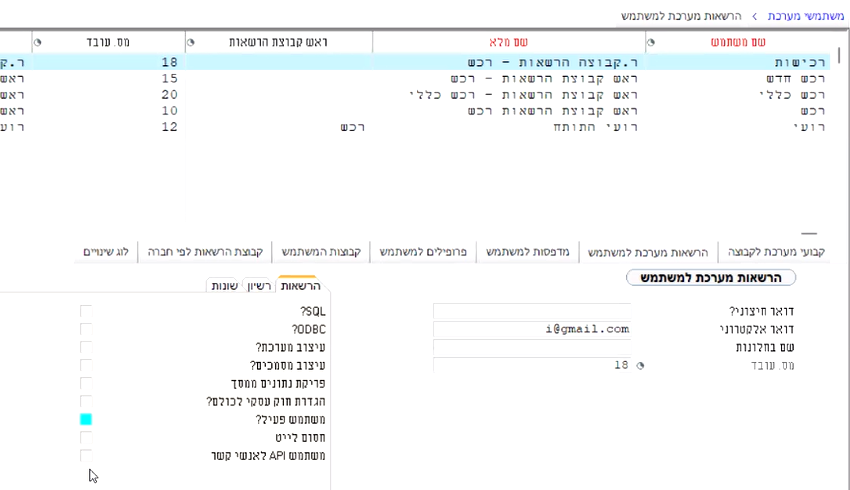 משתמשי מערכת > הרשאות מערכת למשתמש
שם משתמש שם מלא ראש קבוצת הרשאות מס. עובד
רכישות ר.קבוצה הרשאות - רכש 18 ר.ק
רכש חדש ראש קבוצת הרשאות - רכש 15 ראש
רכש כללי ראש קבוצת הרשאות - רכש כללי 20 ראש
רכש ראש קבוצת הרשאות רכש 10 ראש
רועי רועי התותח רכש 12 רוע
קבועי מערכת לקבוצה הרשאות מערכת למשתמש מדפסות למשתמש פרופילים למשתמש קבוצות המשתמש קבוצת הרשאות לפי חברה לוג שינויים
הרשאות מערכת למשתמש
הרשאות רשיון שונות
דואר חיצוני?
דואר אלקטרוני i@gmail.com
שם בחלונות
מס. עובד 18
SQL?
ODBC?
עיצוב מערכת?
עיצוב מסמכים?
פריקת נתונים ממסך
הגדרת חוק עסקי לכולם?
משתמש פעיל?
חסום לייט
משתמש API לאנשי קשר